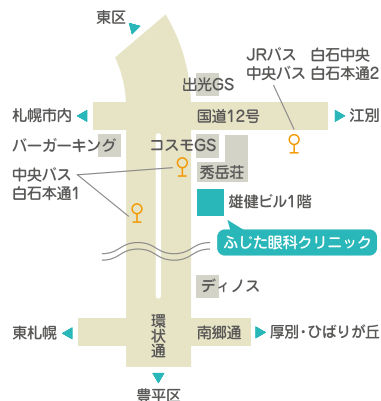 東区
JRバス 白石中央
中央バス 白石本通2
出光GS
札幌市内
国道12号
江別
バーガーキング
コスモGS
中央バス
白石本通1
秀岳荘
雄健ビル1階
ふじた眼科クリニック
ディノス
東札幌
環状通
南郷通
厚別・ひばりが丘
豊平区